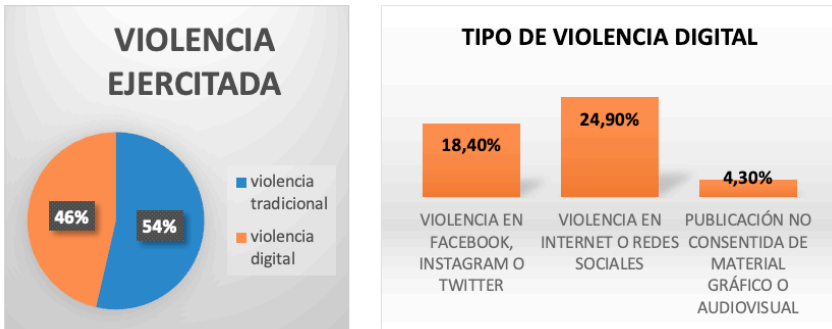 VIOLENCIA
EJERCITADA
46%
54%
violencia
tradicional
violencia
digital
TIPO DE VIOLENCIA DIGITAL
18,40%
24,90%
4,30%
VIOLENCIA EN
FACEBOOK,
INSTAGRAM O
TWITTER
VIOLENCIA EN
INTERNET O REDES
SOCIALES
PUBLICACIÓN NO
CONSENTIDA DE
MATERIAL
GRÁFICO O
AUDIOVISUAL